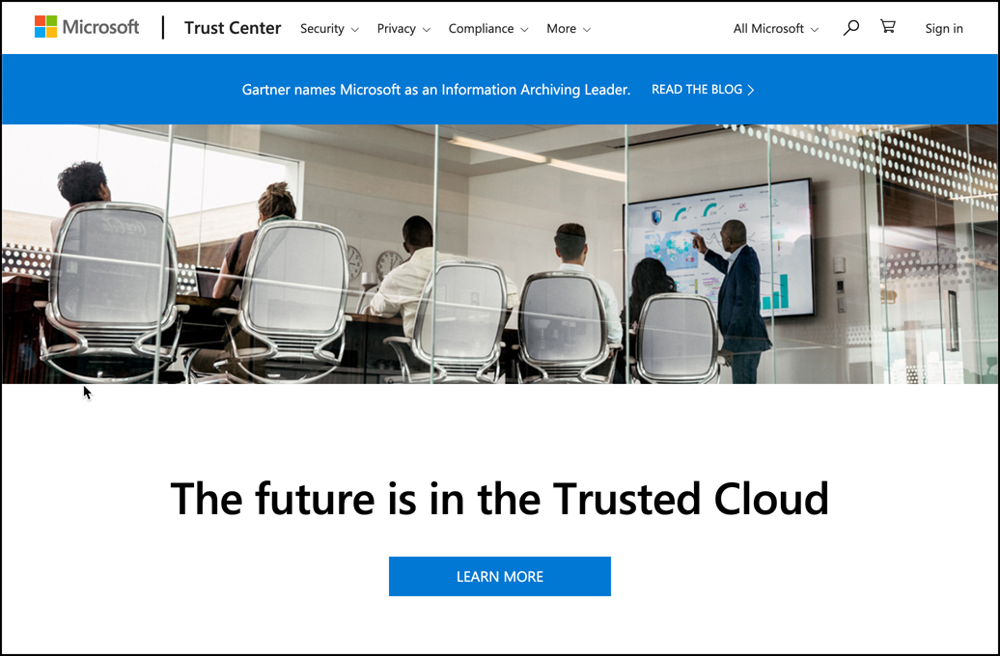 Microsoft | Trust Center Security Privacy Compliance More All Microsoft Sign in
Gartner names Microsoft as an Information Archiving Leader. READ THE BLOG
The future is in the Trusted Cloud
LEARN MORE